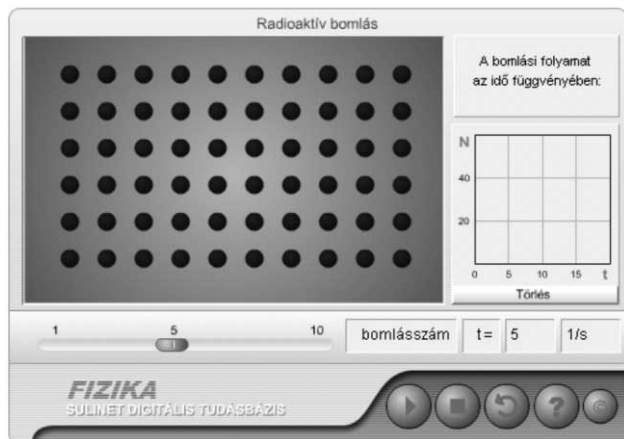 Radioaktív bomlás
A bomlási folyamat
az idő függvényében:
N
40
20
0 5 10 15 t
Törlés
1 5 10
bomlásszám t= 5 1/s
FIZIKA
SULINET DIGITÁLIS TUDÁSBÁZIS
?
©